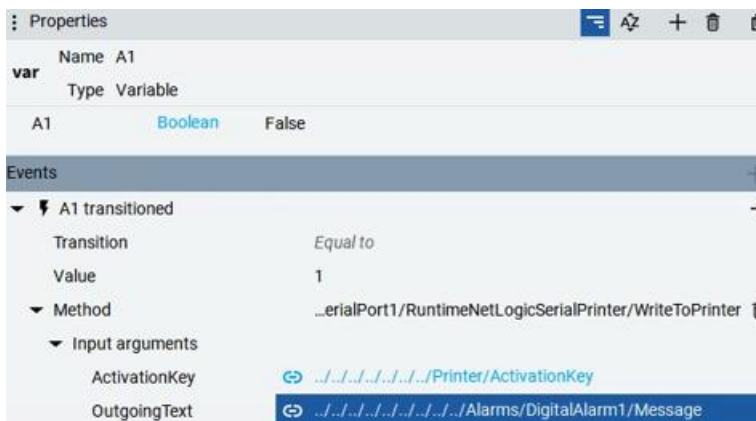 Properties
Name A1
var
Type Variable
A1 Boolean False
Events
A1 transitioned
Transition Equal to
Value 1
Method ...erialPort1/RuntimeNetLogicSerialPrinter/WriteToPrinter
Input arguments
ActivationKey ../../../../../../../Printer/ActivationKey
OutgoingText ../../../../../../../../../Alarms/DigitalAlarm1/Message